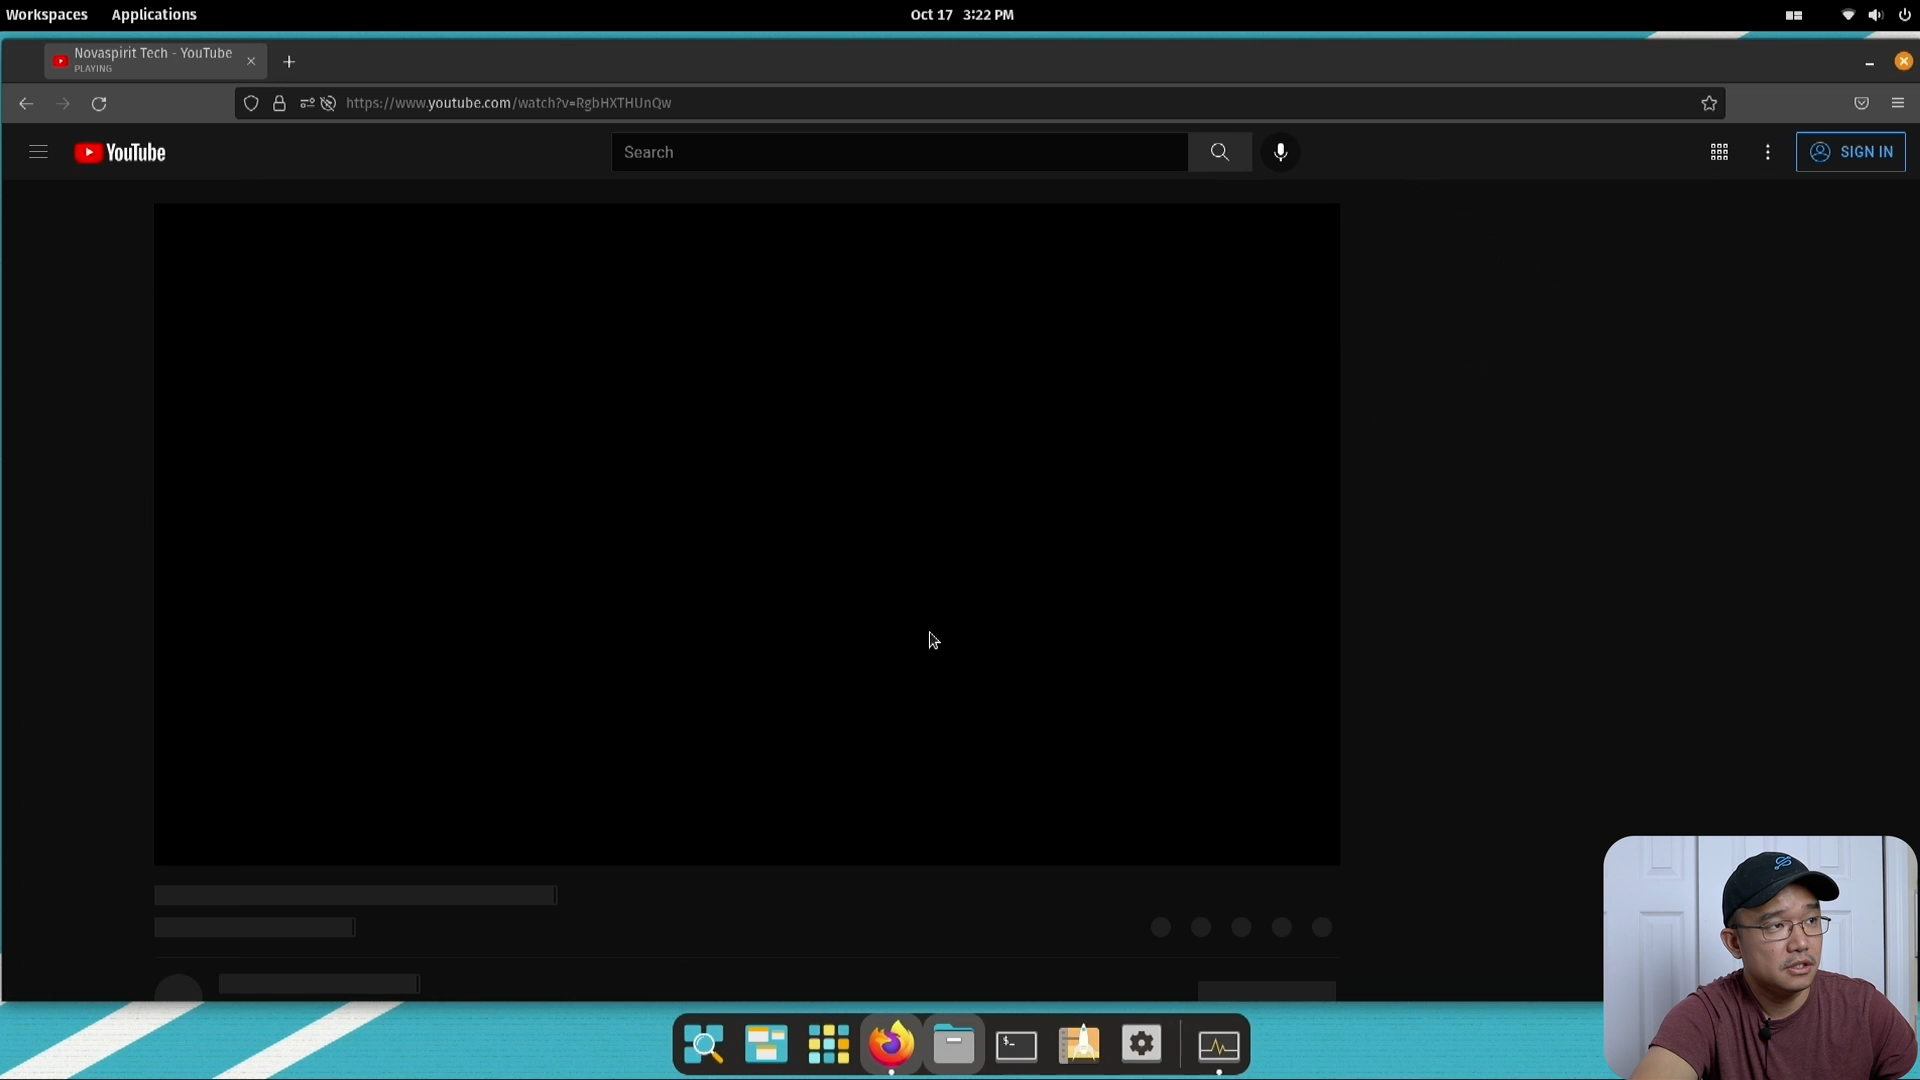 Workspaces
Applications
Oct 17 3:22 PM
Novaspirit Tech - YouTube
PLAYING
https://www.youtube.com/watch?v=RgbHXTHUnQw
YouTube
Search
SIGN IN
$-